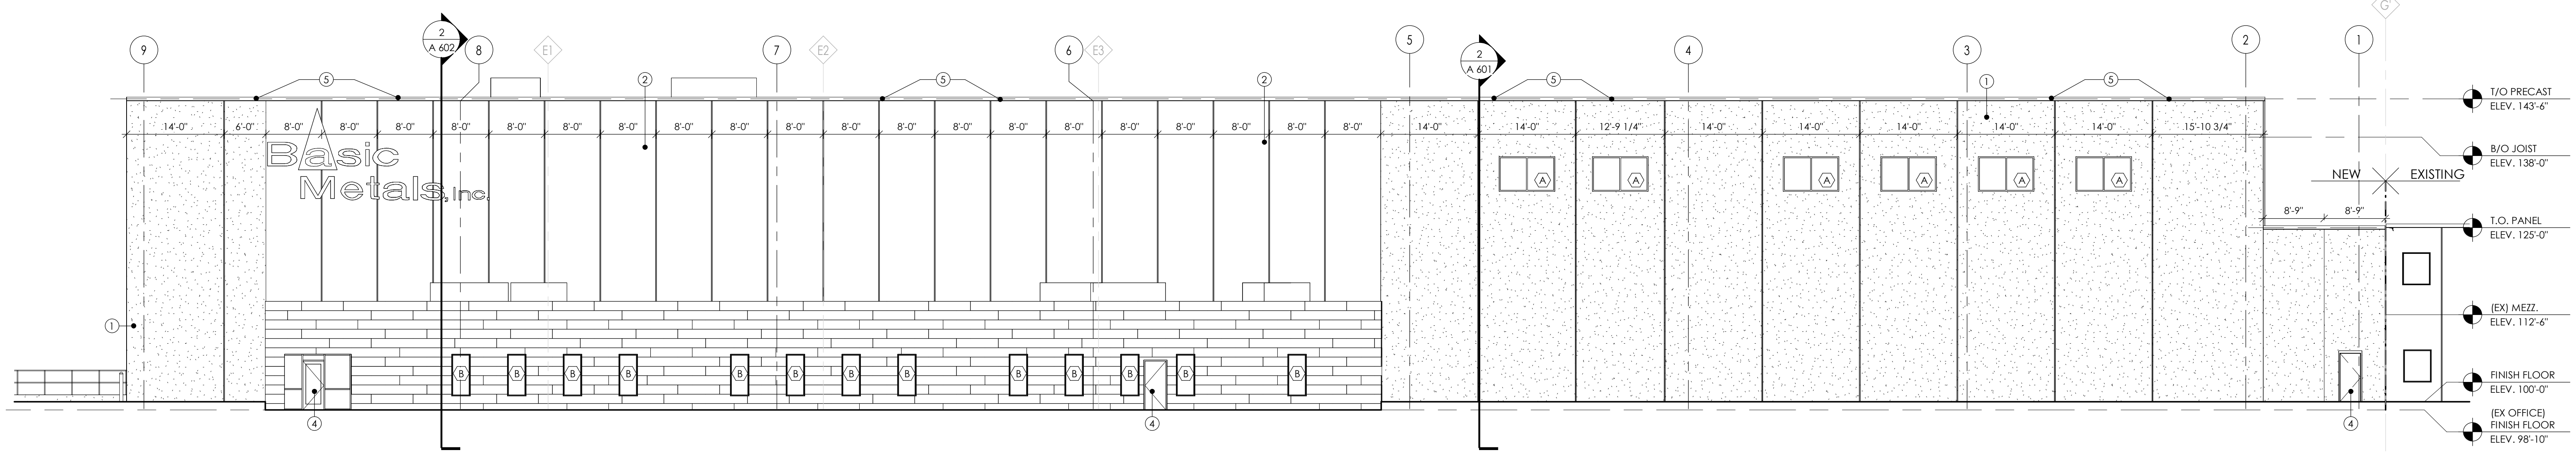 G'
2
A 602
2
A 601
9
8
E1
7
E2
6
E3
5
4
3
2
1
5
2
5
2
5
1
5
T/O PRECAST
ELEV. 143'-6"
14'-0" 6'-0" 8'-0" 8'-0" 8'-0" 8'-0" 8'-0" 8'-0" 8'-0" 8'-0" 8'-0" 8'-0" 8'-0" 8'-0" 8'-0" 8'-0" 8'-0" 8'-0" 8'-0" 8'-0" 8'-0" 8'-0" 14'-0" 14'-0" 12'-9 1/4" 14'-0" 14'-0" 14'-0" 14'-0" 14'-0" 15'-10 3/4"
B/O JOIST
ELEV. 138'-0"
Basic
Metals, Inc.
A A A A A A
NEW EXISTING
8'-9" 8'-9"
T.O. PANEL
ELEV. 125'-0"
(EX) MEZZ.
ELEV. 112'-6"
1
B B B B B B B B B B B B B
FINISH FLOOR
ELEV. 100'-0"
4
4
4
(EX OFFICE)
FINISH FLOOR
ELEV. 98'-10"